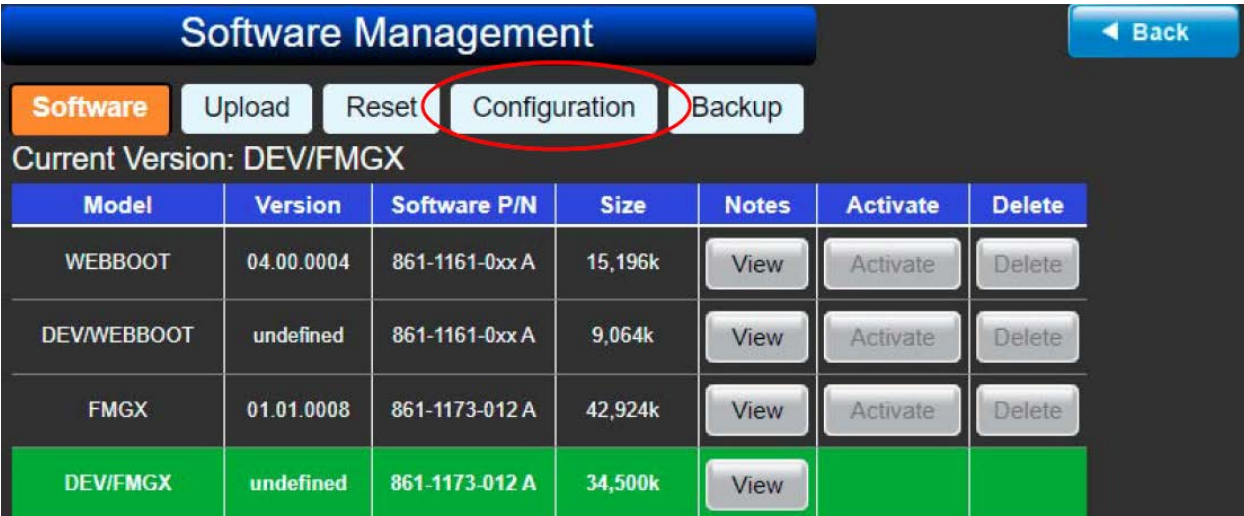 Software Management
◀ Back
Software Upload Reset Configuration Backup
Current Version: DEV/FMGX
Model Version Software P/N Size Notes Activate Delete
WEBBOOT 04.00.0004 861-1161-0xx A 15,196k View Activate Delete
DEV/WEBBOOT undefined 861-1161-0xx A 9,064k View Activate Delete
FMGX 01.01.0008 861-1173-012 A 42,924k View Activate Delete
DEV/FMGX undefined 861-1173-012 A 34,500k View